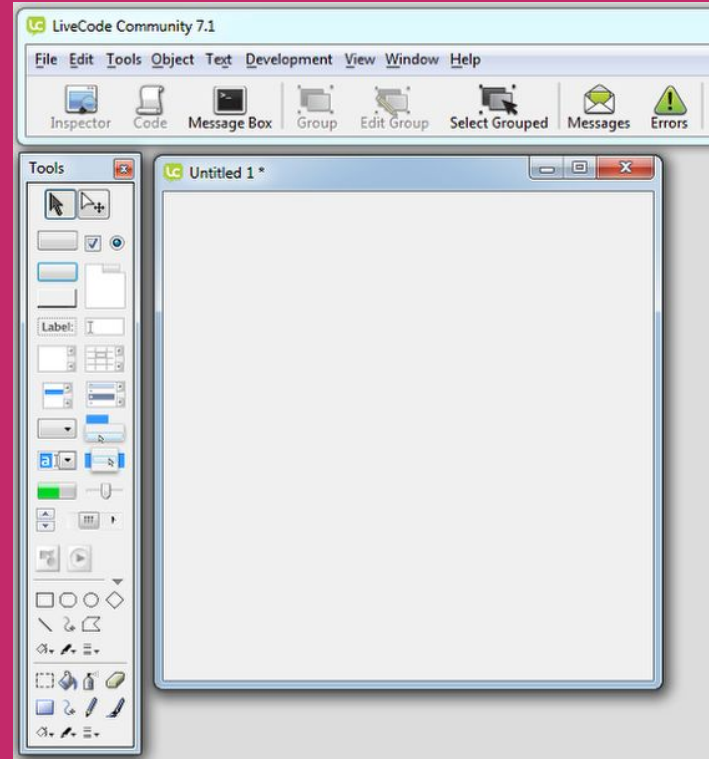 LiveCode Community 7.1
File Edit Tools Object Text Development View Window Help
Inspector Code Message Box Group Edit Group Select Grouped Messages Errors
Tools
Untitled 1 *
Label:
a